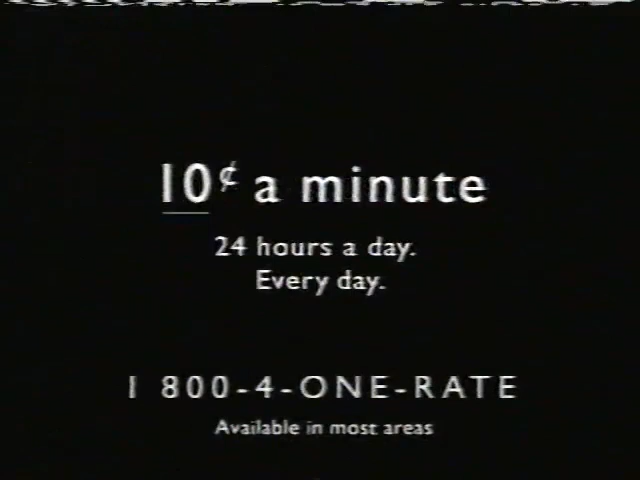 10¢ a minute
24 hours a day.
Every day.
1 800-4-ONE-RATE
Available in most areas